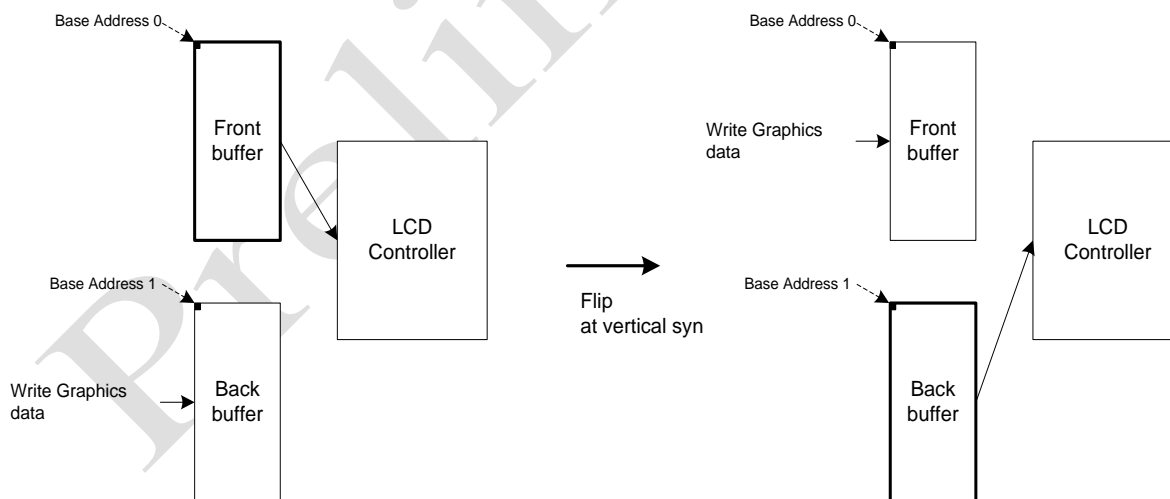 Base Address 0
Front
buffer
LCD
Controller
Base Address 1
Write Graphics
data
Back
buffer
Flip
at vertical syn
Base Address 0
Write Graphics
data
Front
buffer
LCD
Controller
Base Address 1
Back
buffer
Prelim